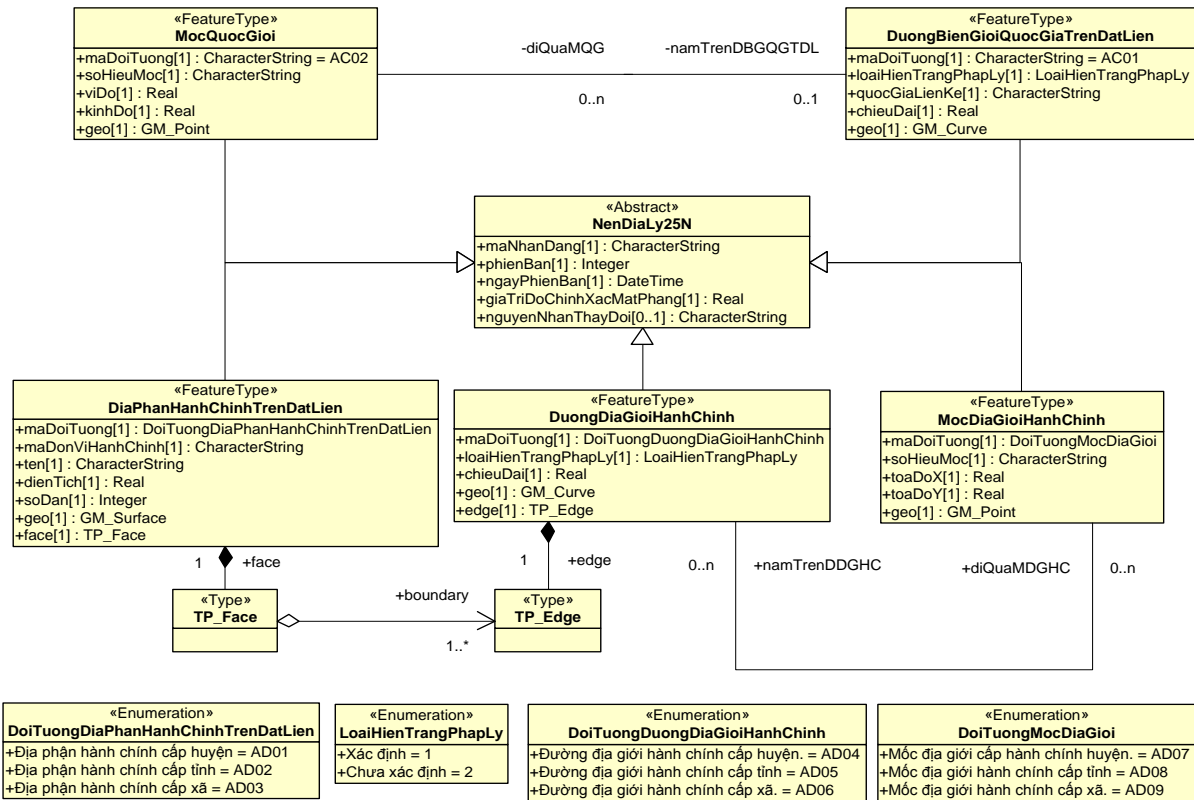 «FeatureType»
MocQuocGioi
+maDoiTuong[1] : CharacterString = AC02
+soHieuMoc[1] : CharacterString
+viDo[1] : Real
+kinhDo[1] : Real
+geo[1] : GM_Point
-diQuaMQG
-namTrenDBGQGTDL
0..n
0..1
«FeatureType»
DuongBienGioiQuocGiaTrenDatLien
+maDoiTuong[1] : CharacterString = AC01
+loaiHienTrangPhapLy[1] : LoaiHienTrangPhapLy
+quocGiaLienKe[1] : CharacterString
+chieuDai[1] : Real
+geo[1] : GM_Curve
«Abstract»
NenDiaLy25N
+maNhanDang[1] : CharacterString
+phienBan[1] : Integer
+ngayPhienBan[1] : DateTime
+giaTriDoChinhXacMatPhang[1] : Real
+nguyenNhanThayDoi[0..1] : CharacterString
«FeatureType»
DiaPhanHanhChinhTrenDatLien
+maDoiTuong[1] : DoiTuongDiaPhanHanhChinhTrenDatLien
+maDonViHanhChinh[1] : CharacterString
+ten[1] : CharacterString
+dienTich[1] : Real
+soDan[1] : Integer
+geo[1] : GM_Surface
+face[1] : TP_Face
«FeatureType»
DuongDiaGioiHanhChinh
+maDoiTuong[1] : DoiTuongDuongDiaGioiHanhChinh
+loaiHienTrangPhapLy[1] : LoaiHienTrangPhapLy
+chieuDai[1] : Real
+geo[1] : GM_Curve
+edge[1] : TP_Edge
«FeatureType»
MocDiaGioiHanhChinh
+maDoiTuong[1] : DoiTuongMocDiaGioi
+soHieuMoc[1] : CharacterString
+toaDoX[1] : Real
+toaDoY[1] : Real
+geo[1] : GM_Point
1
+face
1
+edge
0..n
+namTrenDDGHC
+diQuaMDGHC
0..n
«Type»
TP_Face
+boundary
1..*
«Type»
TP_Edge
«Enumeration»
DoiTuongDiaPhanHanhChinhTrenDatLien
+Địa phận hành chính cấp huyện = AD01
+Địa phận hành chính cấp tỉnh = AD02
+Địa phận hành chính cấp xã = AD03
«Enumeration»
LoaiHienTrangPhapLy
+Xác định = 1
+Chưa xác định = 2
«Enumeration»
DoiTuongDuongDiaGioiHanhChinh
+Đường địa giới hành chính cấp huyện. = AD04
+Đường địa giới hành chính cấp tỉnh = AD05
+Đường địa giới hành chính cấp xã. = AD06
«Enumeration»
DoiTuongMocDiaGioi
+Mốc địa giới cấp hành chính huyện. = AD07
+Mốc địa giới hành chính cấp tỉnh = AD08
+Mốc địa giới hành chính cấp xã. = AD09